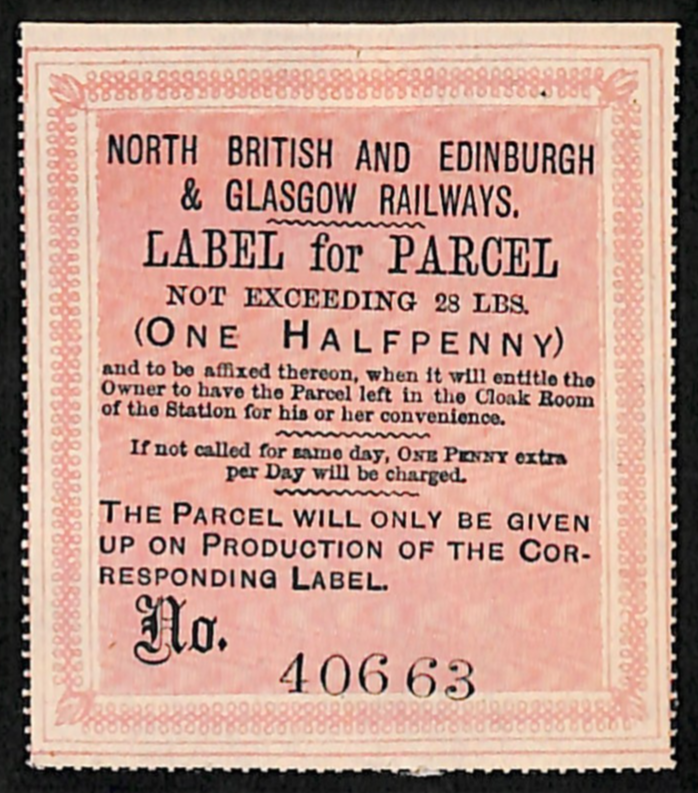 NORTH BRITISH AND EDINBURGH
& GLASGOW RAILWAYS.
LABEL for PARCEL
NOT EXCEEDING 28 LBS.
(ONE HALFPENNY)
and to be affixed thereon, when it will entitle the
Owner to have the Parcel left in the Cloak Room
of the Station for his or her convenience.
If not called for same day, ONE PENNY extra
per Day will be charged.
THE PARCEL WILL ONLY BE GIVEN
UP ON PRODUCTION OF THE COR-
RESPONDING LABEL.
No.
40663